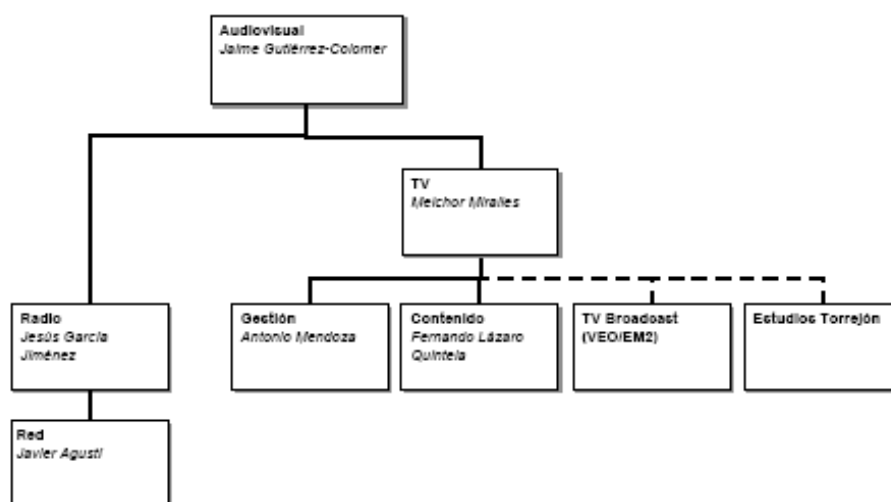 Audiovisual
Jaime Gutiérrez-Colomer
TV
Melchor Miralles
Radio
Jesús García
Jiménez
Gestión
Antonio Mendoza
Contenido
Fernando Lázaro
Quintela
TV Broadcast
(VEO/EM2)
Estudios Torrejón
Red
Javier Agustí